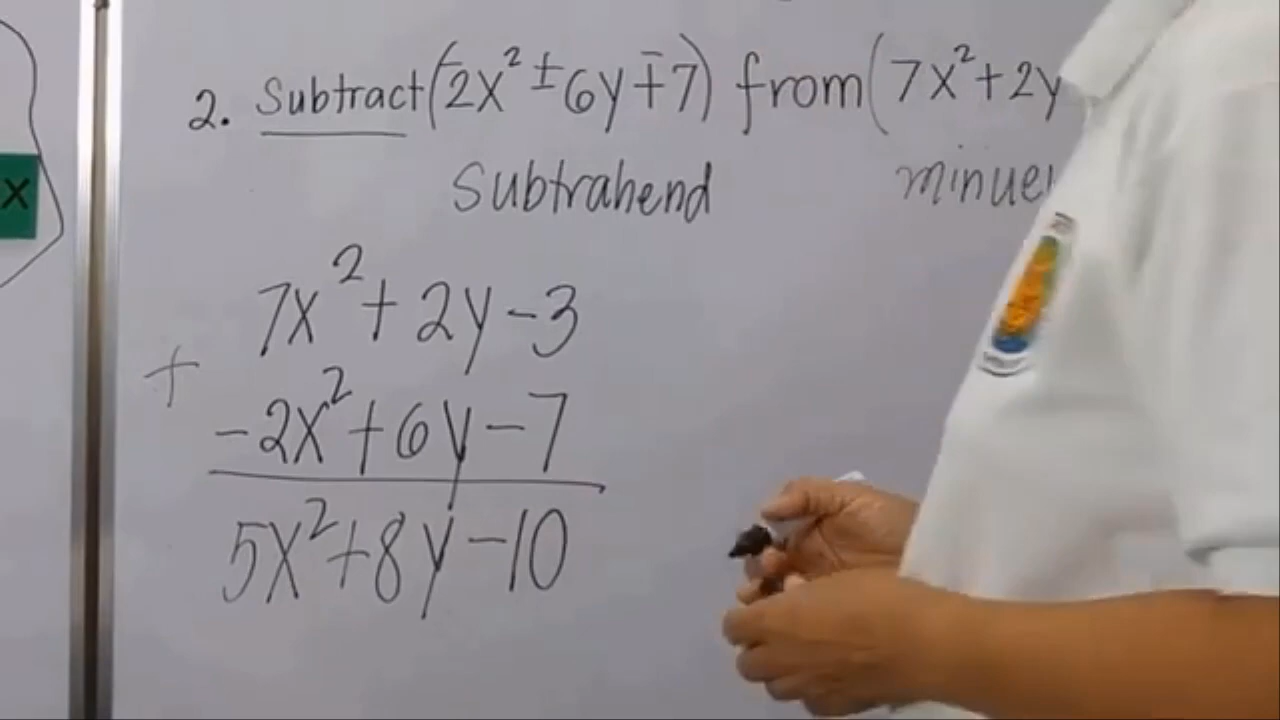 2. Subtract (-2x² ± 6y ∓ 7) from (7x² + 2y
Subtrahend
X
7x² + 2y - 3
+
-2x² + 6y - 7
5x² + 8y - 10